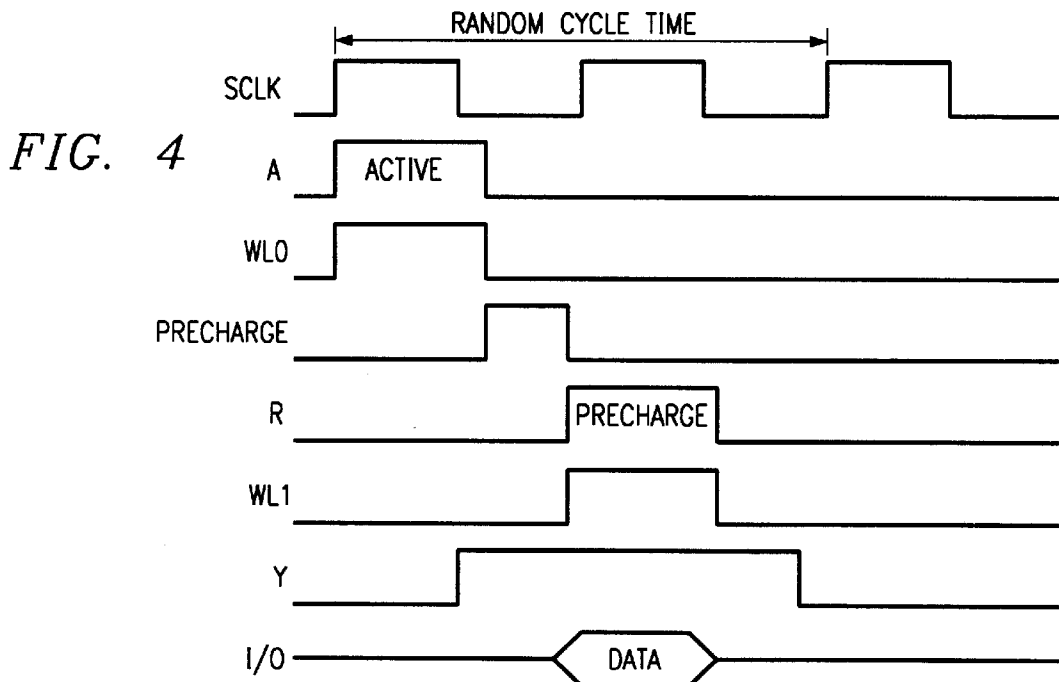 RANDOM CYCLE TIME
SCLK
FIG. 4
A
ACTIVE
WL0
PRECHARGE
R
PRECHARGE
WL1
Y
I/O
DATA